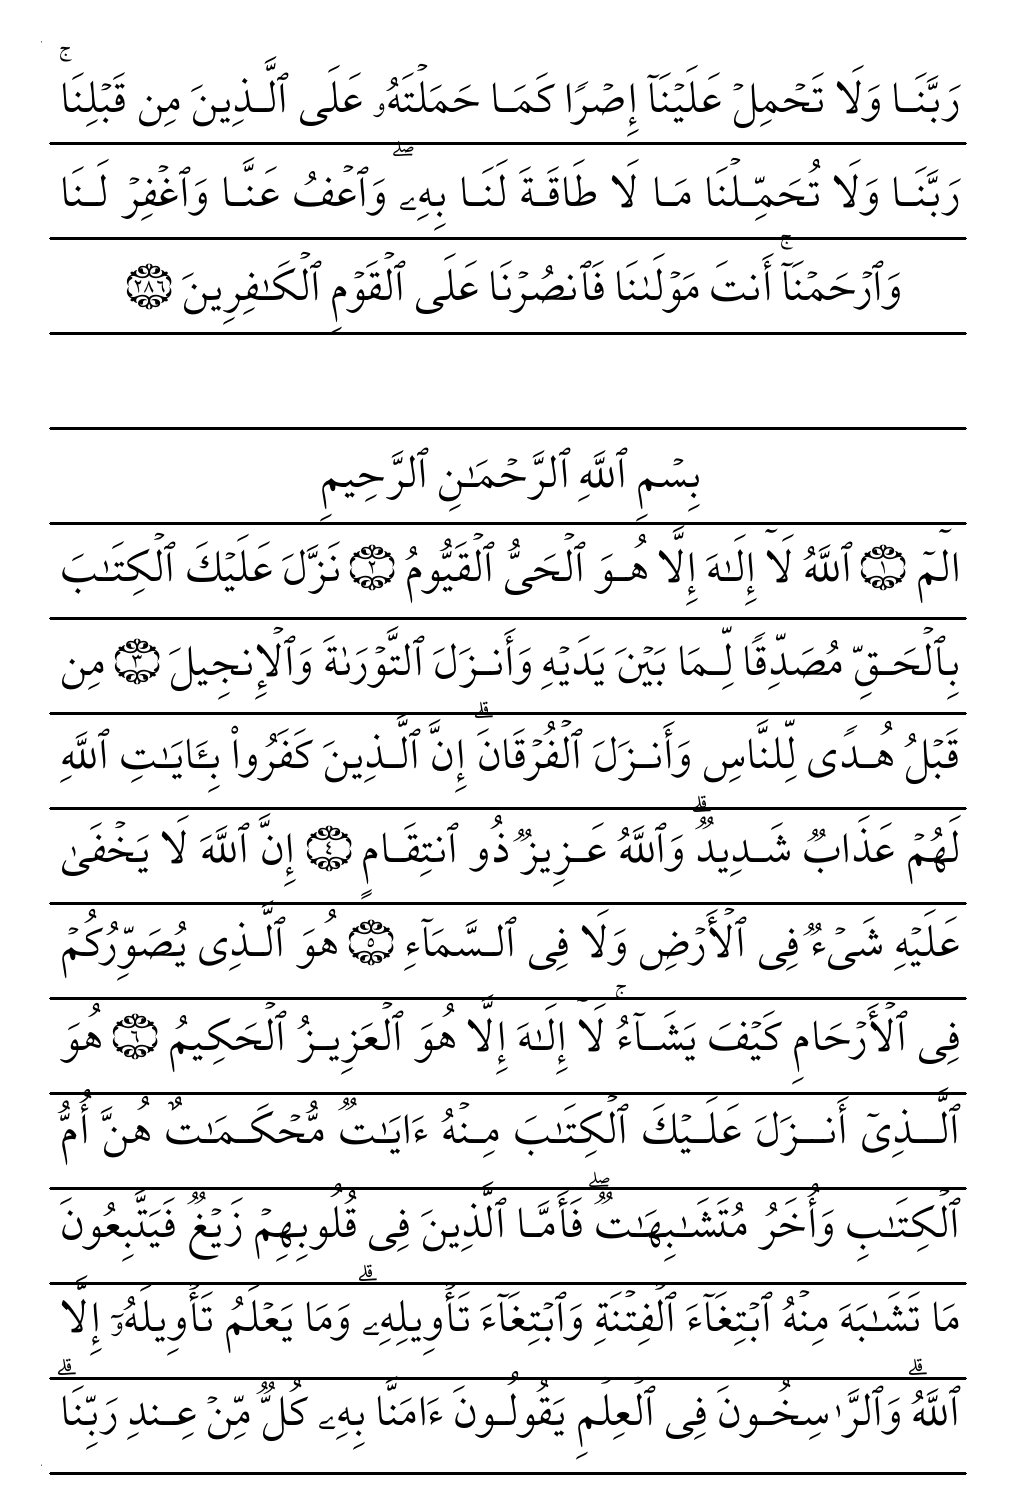 رَبَّنَا وَلَا تَحۡمِلۡ عَلَيۡنَآ إِصۡرٗا كَمَا حَمَلۡتَهُۥ عَلَى ٱلَّذِينَ مِن قَبۡلِنَاۚ
رَبَّنَا وَلَا تُحَمِّلۡنَا مَا لَا طَاقَةَ لَنَا بِهِۦۖ وَٱعۡفُ عَنَّا وَٱغۡفِرۡ لَنَا
وَٱرۡحَمۡنَآۚ أَنتَ مَوۡلَىٰنَا فَٱنصُرۡنَا عَلَى ٱلۡقَوۡمِ ٱلۡكَٰفِرِينَ ٢٨٦
بِسۡمِ ٱللَّهِ ٱلرَّحۡمَٰنِ ٱلرَّحِيمِ
الٓمٓ ١ ٱللَّهُ لَآ إِلَٰهَ إِلَّا هُوَ ٱلۡحَيُّ ٱلۡقَيُّومُ ٢ نَزَّلَ عَلَيۡكَ ٱلۡكِتَٰبَ
بِٱلۡحَقِّ مُصَدِّقٗا لِّمَا بَيۡنَ يَدَيۡهِ وَأَنزَلَ ٱلتَّوۡرَىٰةَ وَٱلۡإِنجِيلَ ٣ مِن
قَبۡلُ هُدٗى لِّلنَّاسِ وَأَنزَلَ ٱلۡفُرۡقَانَۗ إِنَّ ٱلَّذِينَ كَفَرُواْ بِـَٔايَٰتِ ٱللَّهِ
لَهُمۡ عَذَابٞ شَدِيدٞۗ وَٱللَّهُ عَزِيزٞ ذُو ٱنتِقَامٍ ٤ إِنَّ ٱللَّهَ لَا يَخۡفَىٰ
عَلَيۡهِ شَيۡءٞ فِي ٱلۡأَرۡضِ وَلَا فِي ٱلسَّمَآءِ ٥ هُوَ ٱلَّذِي يُصَوِّرُكُمۡ
فِي ٱلۡأَرۡحَامِ كَيۡفَ يَشَآءُۚ لَآ إِلَٰهَ إِلَّا هُوَ ٱلۡعَزِيزُ ٱلۡحَكِيمُ ٦ هُوَ
ٱلَّذِيٓ أَنزَلَ عَلَيۡكَ ٱلۡكِتَٰبَ مِنۡهُ ءَايَٰتٞ مُّحۡكَمَٰتٌ هُنَّ أُمُّ
ٱلۡكِتَٰبِ وَأُخَرُ مُتَشَٰبِهَٰتٞۖ فَأَمَّا ٱلَّذِينَ فِي قُلُوبِهِمۡ زَيۡغٞ فَيَتَّبِعُونَ
مَا تَشَٰبَهَ مِنۡهُ ٱبۡتِغَآءَ ٱلۡفِتۡنَةِ وَٱبۡتِغَآءَ تَأۡوِيلِهِۦۗ وَمَا يَعۡلَمُ تَأۡوِيلَهُۥٓ إِلَّا
ٱللَّهُۗ وَٱلرَّٰسِخُونَ فِي ٱلۡعِلۡمِ يَقُولُونَ ءَامَنَّا بِهِۦ كُلّٞ مِّنۡ عِندِ رَبِّنَاۗ